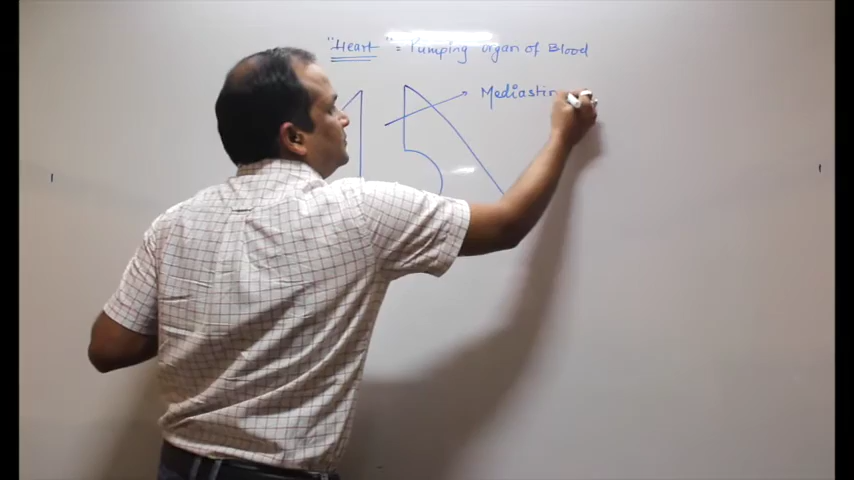 "Heart" = Pumping organ of Blood
Mediastin